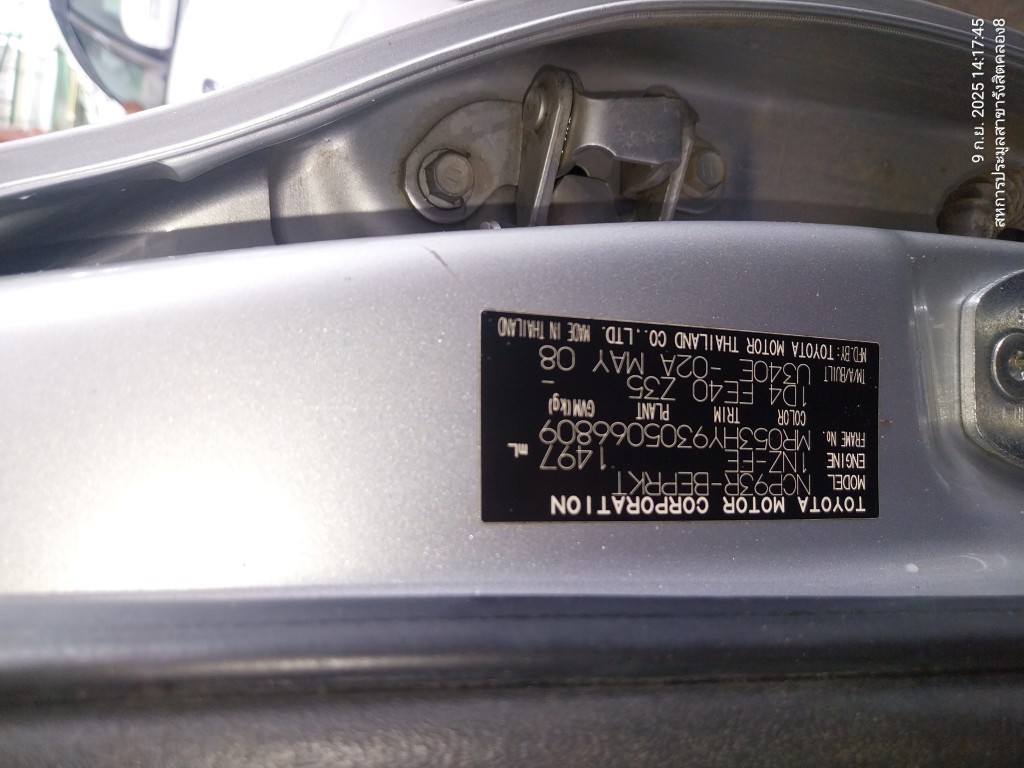 TOYOTA MOTOR CORPORATION
MODEL NCP93R-BEPRKT
ENGINE 1NZ-FE 1497 mL
FRAME No. MR053HY9305066809
COLOR TRIM PLANT GVM(kg)
1D4 EE40 Z35 -
TM/A/BUILT U340E -02A MAY 08
MFD.BY: TOYOTA MOTOR THAILAND CO.,LTD. MADE IN THAILAND
9 ก.ย. 2025 14:17:45
สหการประมูลสาขารังสิตคลอง8